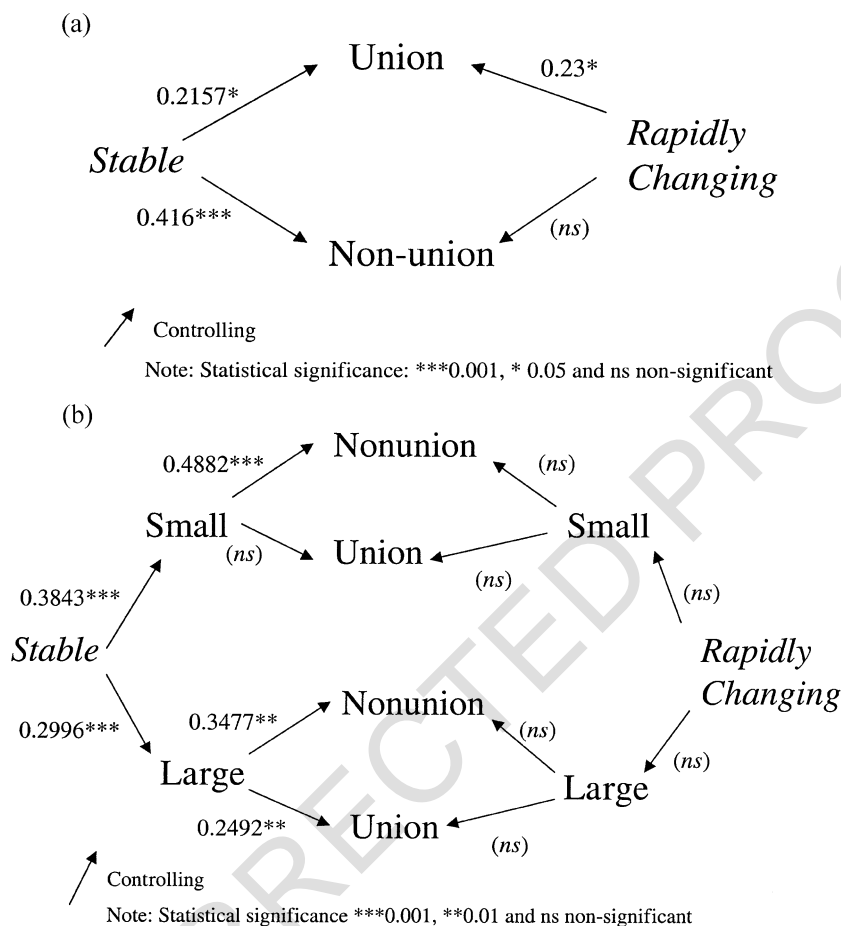 (a)
Union
0.2157*
0.23*
Stable
Rapidly
Changing
0.416***
(ns)
Non-union
Controlling
Note: Statistical significance: ***0.001, * 0.05 and ns non-significant
(b)
Nonunion
0.4882***
(ns)
Small
Small
(ns)
Union
(ns)
0.3843***
(ns)
Stable
Rapidly
Changing
0.2996***
0.3477**
Nonunion
(ns)
(ns)
Large
Large
0.2492**
Union
(ns)
Controlling
Note: Statistical significance ***0.001, **0.01 and ns non-significant
RECTED PROO